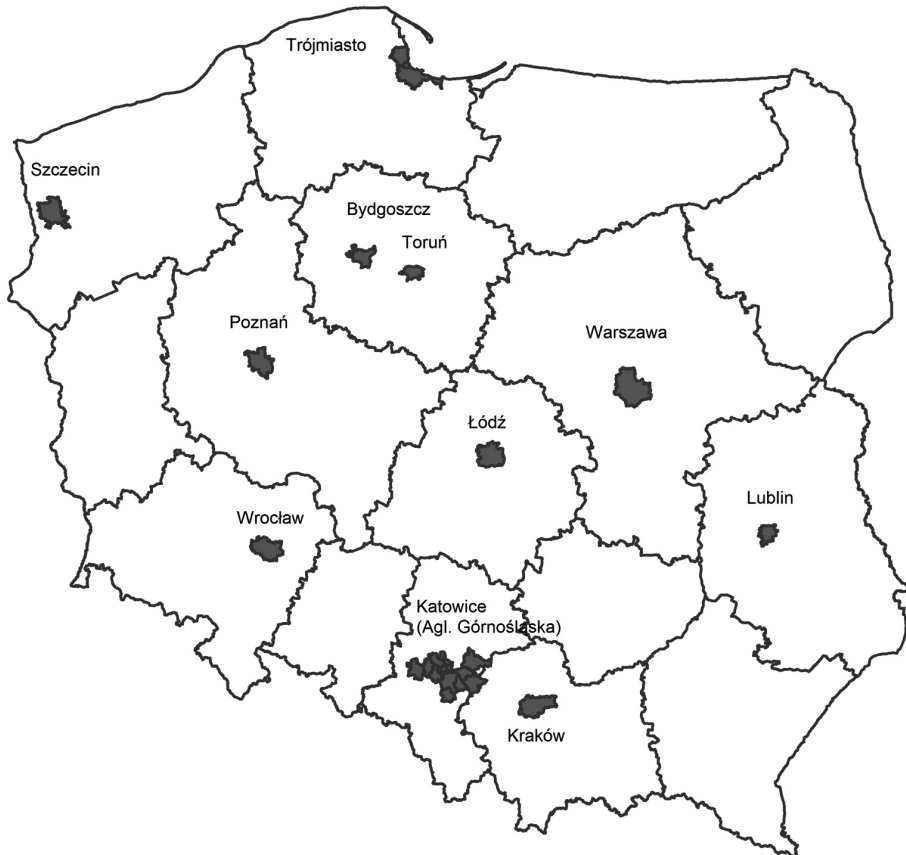 Trójmiasto
Szczecin
Bydgoszcz
Toruń
Poznań
Warszawa
Łódź
Lublin
Wrocław
Katowice
(Agl. Górnośląska)
Kraków